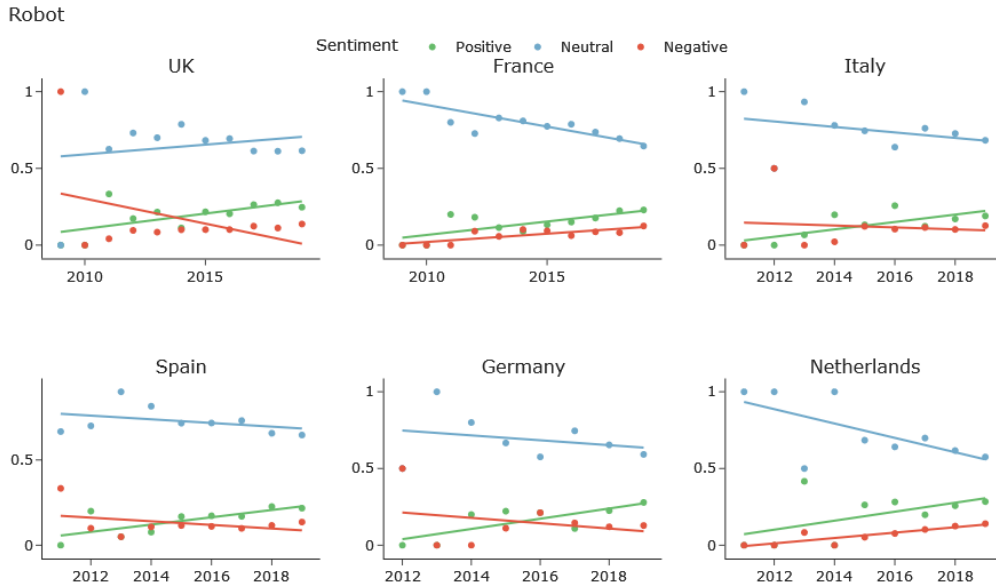 Robot
Sentiment Positive Neutral Negative
UK France Italy
1 1 1
0.5 0.5 0.5
0 0 0
2010 2015 2010 2015 2012 2014 2016 2018
Spain Germany Netherlands
1 1
0.5 0.5 0.5
0 0 0
2012 2014 2016 2018 2012 2014 2016 2018 2012 2014 2016 2018